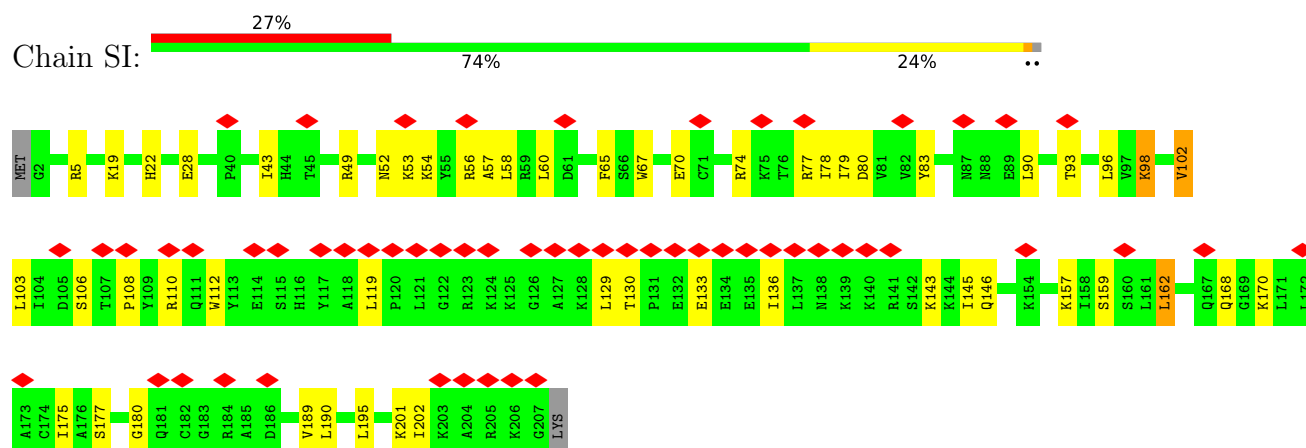 27%
Chain SI:
74% 24% ••
MET G2 R5 K19 H22 E28 P40 I43 H44 T45 R49 N52 K53 K54 Y55 R56 A57 L58 R59 L60 D61 F65 S66 W67 E70 C71 R74 K75 T76 R77 I78 I79 D80 V81 V82 Y83 N87 N88 E89 L90 T93 L96 V97 K98 V102
L103 I104 D105 S106 T107 P108 Y109 R110 Q111 W112 Y113 E114 S115 H116 Y117 A118 L119 P120 L121 G122 R123 K124 K125 G126 A127 K128 L129 T130 P131 E132 E133 E134 E135 I136 L137 N138 K139 K140 R141 S142 K143 K144 I145 Q146 K154 K157 I158 S159 S160 L161 L162 Q167 Q168 G169 K170 L171
A173 C174 I175 A176 S177 G180 Q181 C182 G183 R184 A185 D186 V189 L190 L195 K201 I202 K203 A204 R205 K206 G207 LYS